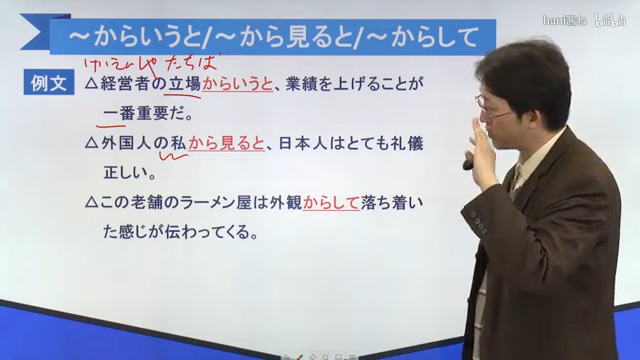 hani酱ね bilibili
～からいうと/～から見ると/～からして
けいえいしゃ たちば
例文
△経営者の立場からいうと、業績を上げることが
一番重要だ。
△外国人の私から見ると、日本人はとても礼儀
正しい。
△この老舗のラーメン屋は外観からして落ち着い
た感じが伝わってくる。